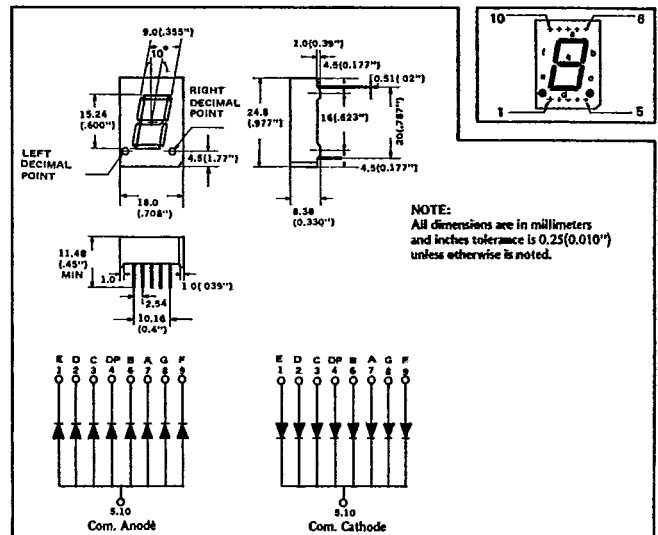 9.0(.355")
10°
15.24
(.600")
RIGHT
DECIMAL
POINT
LEFT
DECIMAL
POINT
4.5(1.77")
18.0
(.708")
1.0(0.39")
4.5(0.177")
0.51(02")
24.8
(.977")
16(.623")
20(.787")
4.5(0.177")
8.38
(0.330")
10
6
a
f
b
g
e
c
d
1
5
NOTE:
All dimensions are in millimeters
and inches tolerance is 0.25(0.010")
unless otherwise is noted.
11.48
(.45")
MIN
1.0
1 0(039")
2.54
10.16
(0.4")
E D C DP B A G F
1 2 3 4 6 7 8 9
5.10
Com. Anode
E D C DP B A G F
1 2 3 4 6 7 8 9
5.10
Com. Cathode